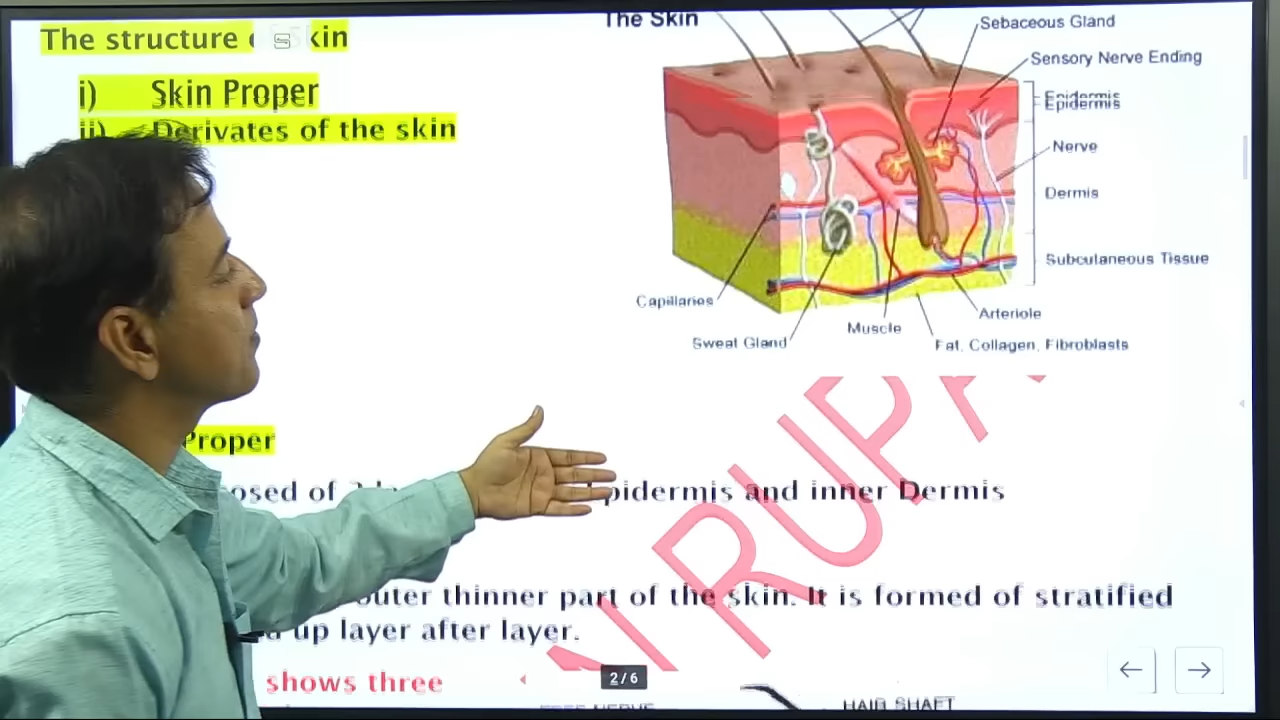 The structure kin
i) Skin Proper
ii) Derivates of the skin
The Skin
Sebaceous Gland
Sensory Nerve Ending
Epidermis
Epidermis
Nerve
Dermis
Subcutaneous Tissue
Capillaries
Sweat Gland
Muscle
Arteriole
Fat, Collagen, Fibroblasts
Proper
osed of pidermis and inner Dermis
outer thinner part of the skin. It is formed of stratified
up layer after layer.
shows three
2/6
HAIR SHAFT